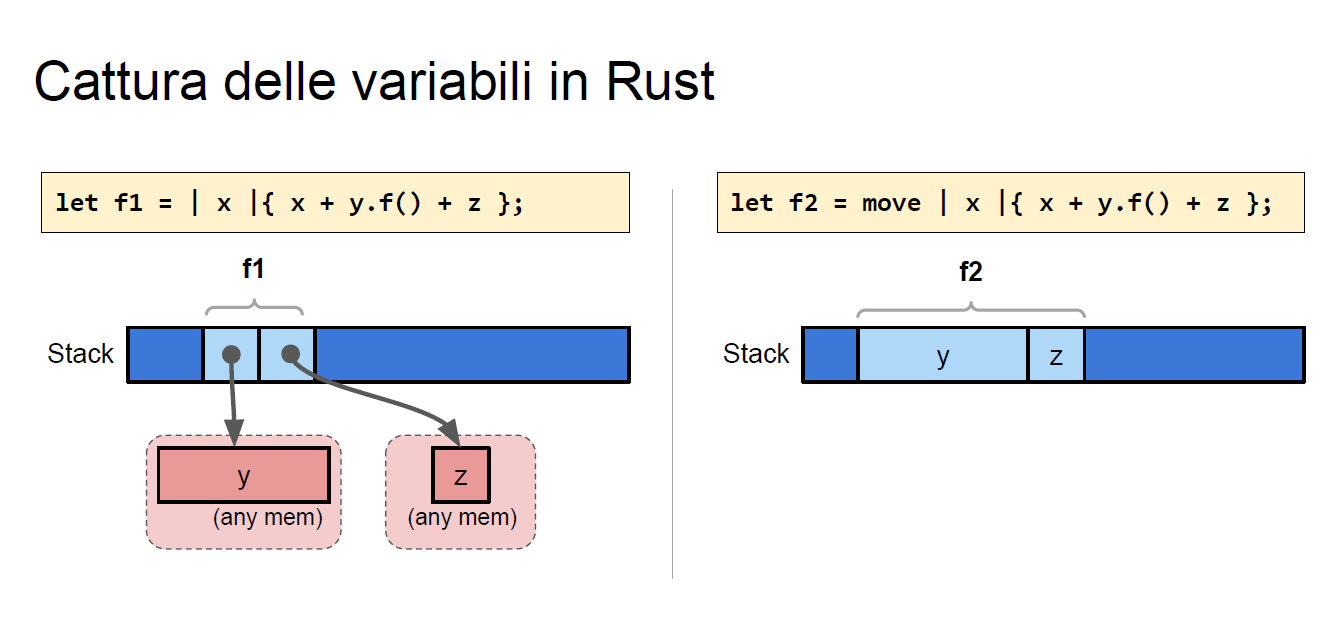 Cattura delle variabili in Rust
let f1 = | x |{ x + y.f() + z };
f1
Stack
y
(any mem)
z
(any mem)
let f2 = move | x |{ x + y.f() + z };
f2
Stack
y
z